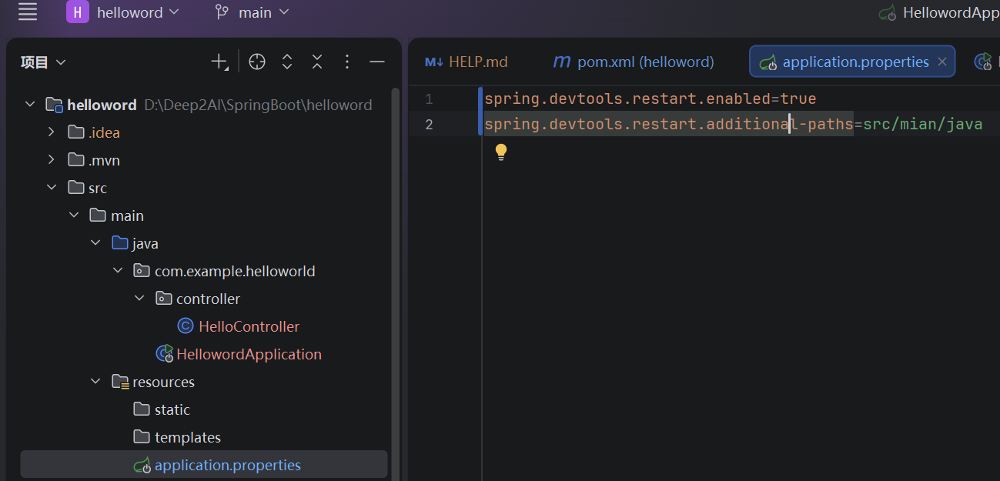 H helloword main HellowordApp
项目
HELP.md pom.xml (helloword) application.properties
helloword D:\Deep2AI\SpringBoot\helloword
.idea
.mvn
src
main
java
com.example.helloworld
controller
HelloController
HellowordApplication
resources
static
templates
application.properties
1 spring.devtools.restart.enabled=true
2 spring.devtools.restart.additional-paths=src/mian/java